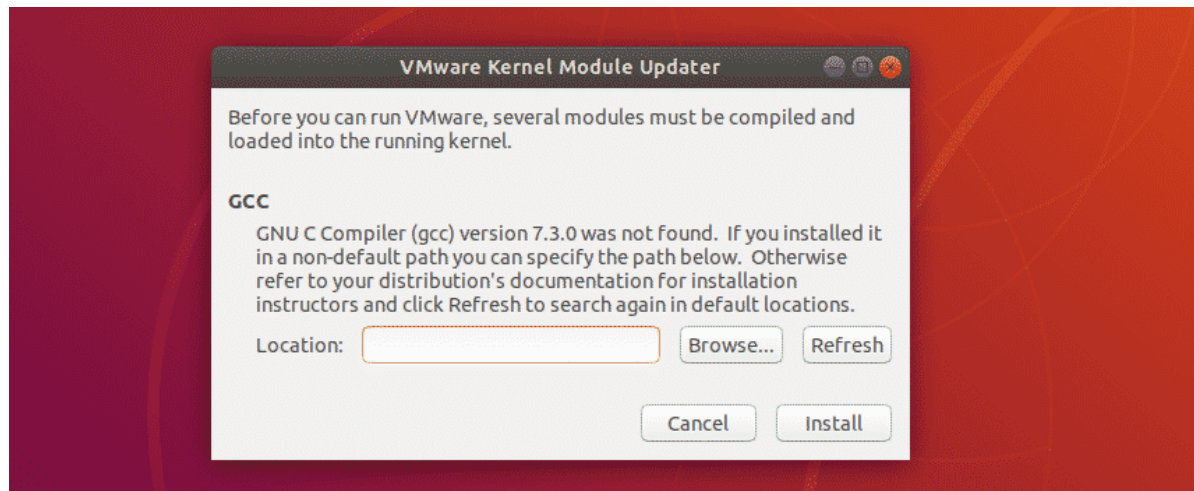 VMware Kernel Module Updater
Before you can run VMware, several modules must be compiled and
loaded into the running kernel.
GCC
GNU C Compiler (gcc) version 7.3.0 was not found. If you installed it
in a non-default path you can specify the path below. Otherwise
refer to your distribution's documentation for installation
instructors and click Refresh to search again in default locations.
Location: Browse... Refresh
Cancel Install